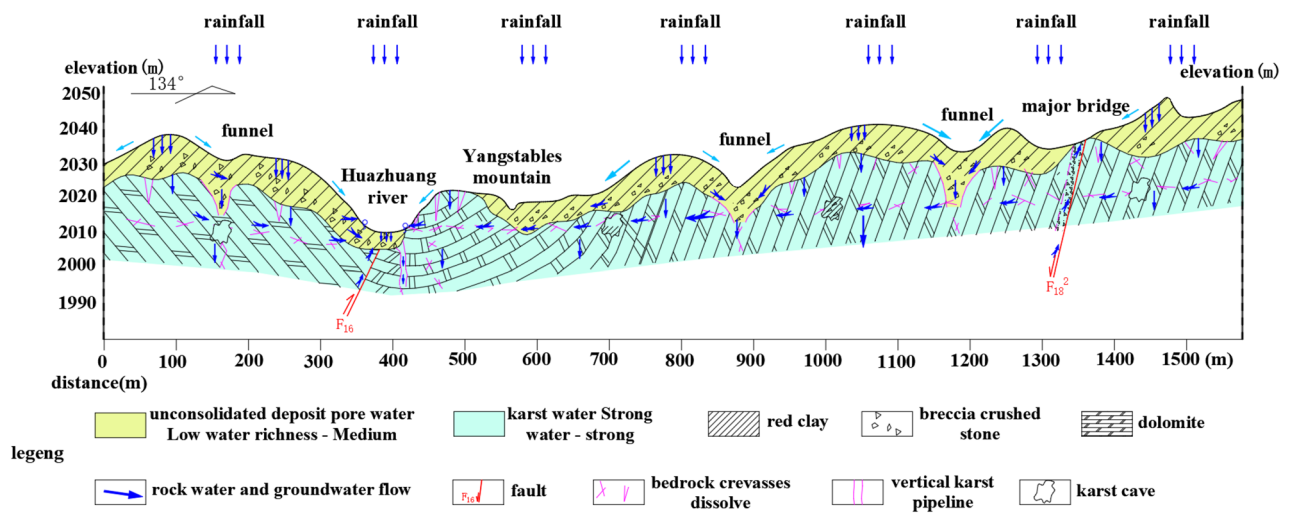 rainfall rainfall rainfall rainfall rainfall rainfall rainfall
elevation (m) elevation (m)
134°
2050
2040
2030
2020
2010
2000
1990
funnel
Huazhuang
river
Yangstables
mountain
funnel
funnel
major bridge
F16
F18²
0 100 200 300 400 500 600 700 800 900 1000 1100 1200 1300 1400 1500 (m)
distance(m)
legeng
unconsolidated deposit pore water
Low water richness - Medium
karst water Strong
water - strong
red clay
breccia crushed
stone
dolomite
rock water and groundwater flow
F16
fault
bedrock crevasses
dissolve
vertical karst
pipeline
karst cave